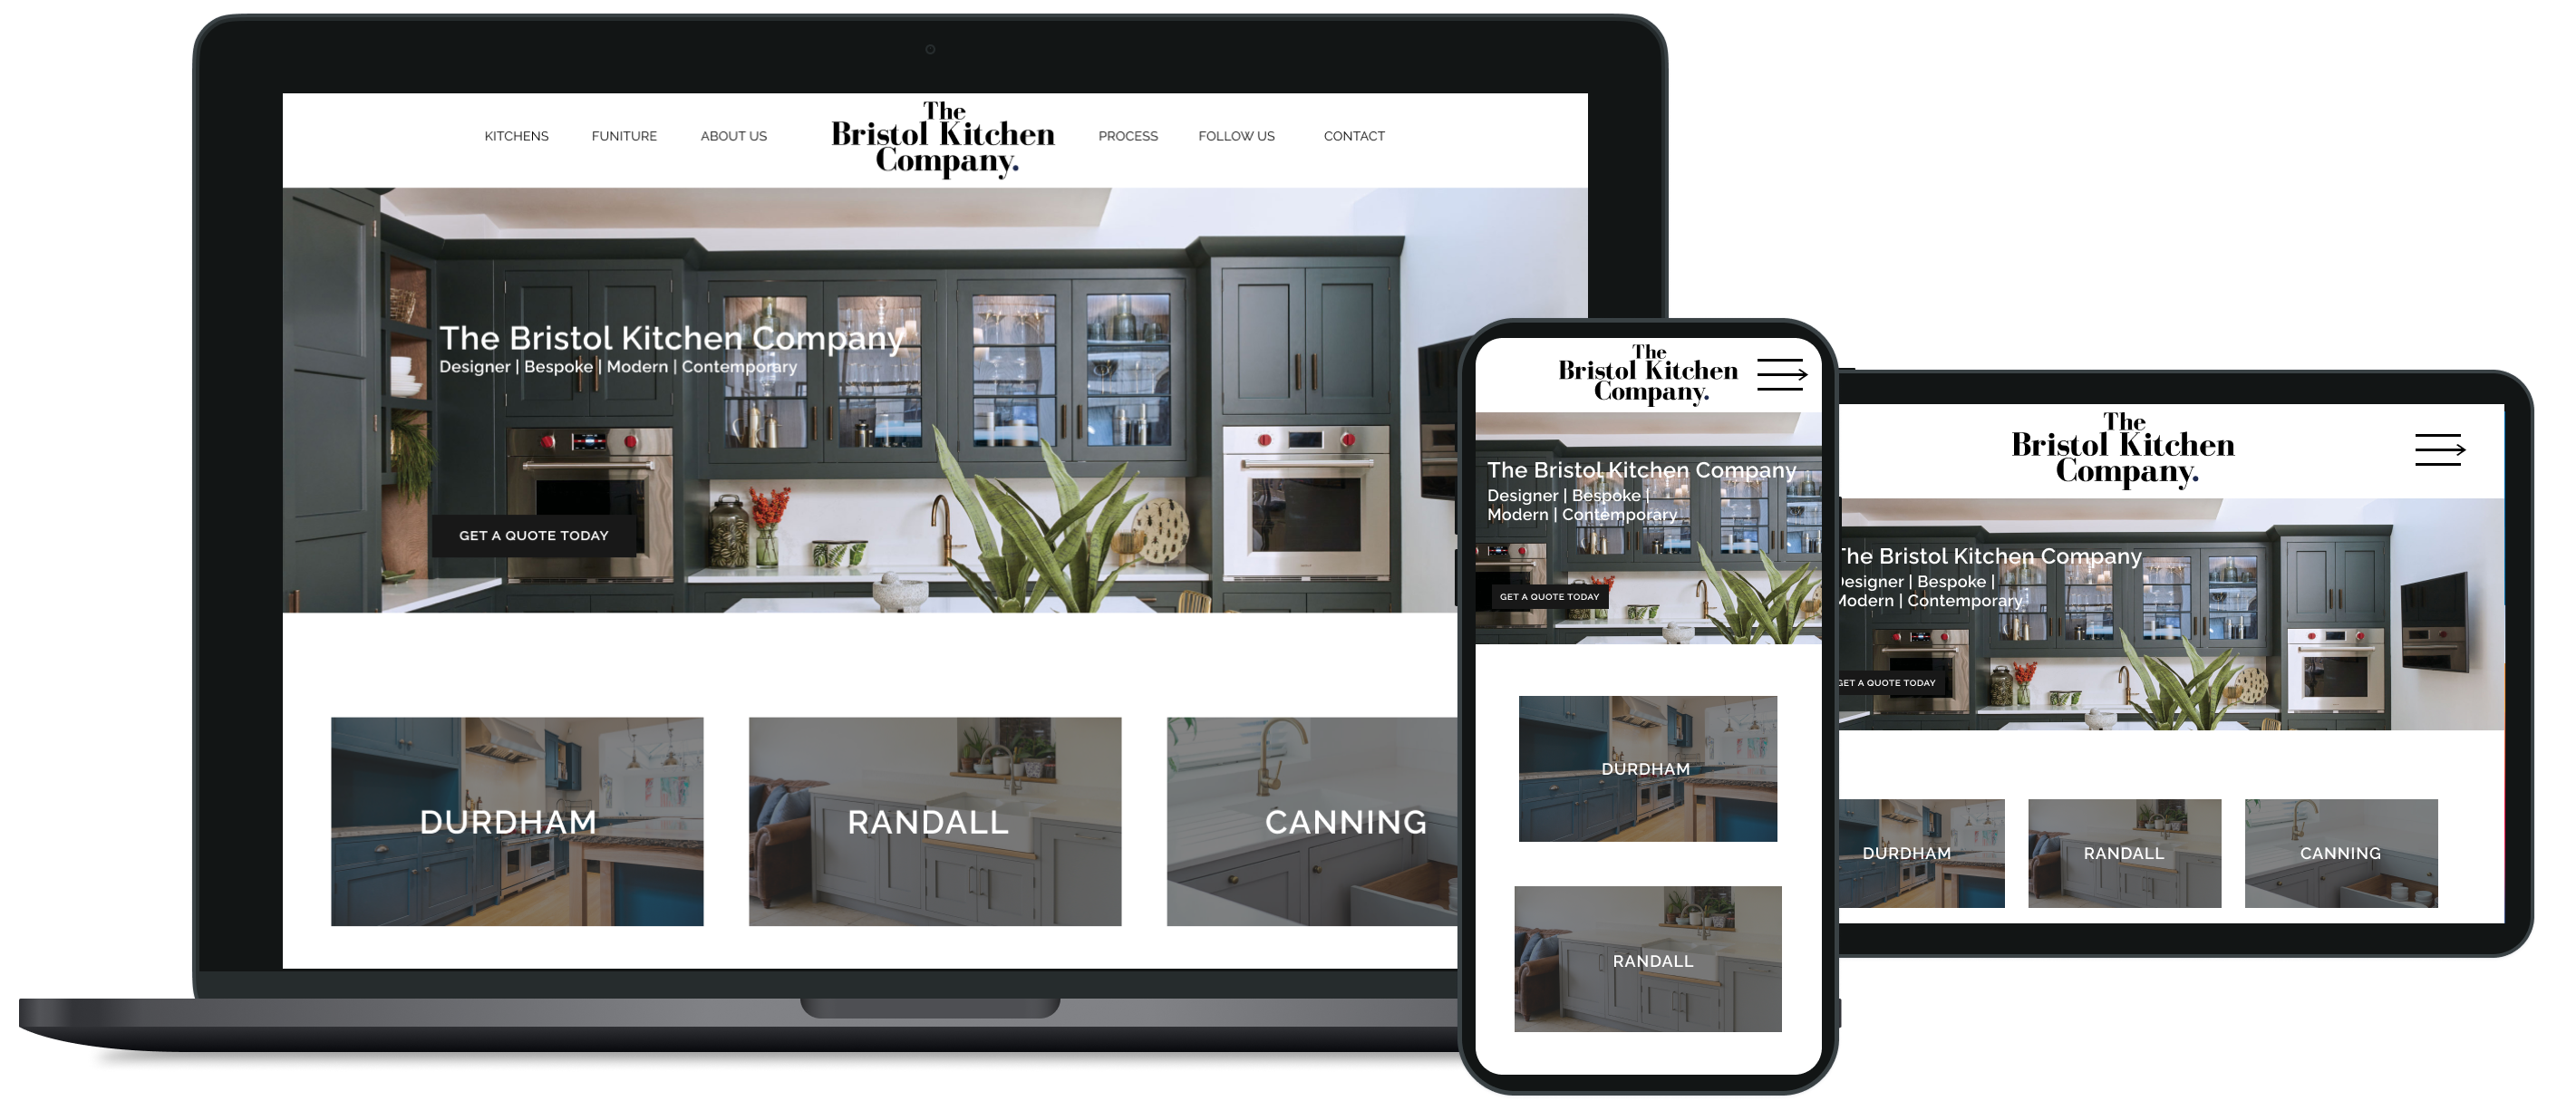 KITCHENS
FUNITURE
ABOUT US
The
Bristol Kitchen
Company.
PROCESS
FOLLOW US
CONTACT
The Bristol Kitchen Company
Designer | Bespoke | Modern | Contemporary
GET A QUOTE TODAY
DURDHAM
RANDALL
CANNING
The
Bristol Kitchen
Company.
The Bristol Kitchen Company
Designer | Bespoke |
Modern | Contemporary
GET A QUOTE TODAY
DURDHAM
RANDALL
The
Bristol Kitchen
Company.
The Bristol Kitchen Company
Designer | Bespoke |
Modern | Contemporary
GET A QUOTE TODAY
DURDHAM
RANDALL
CANNING